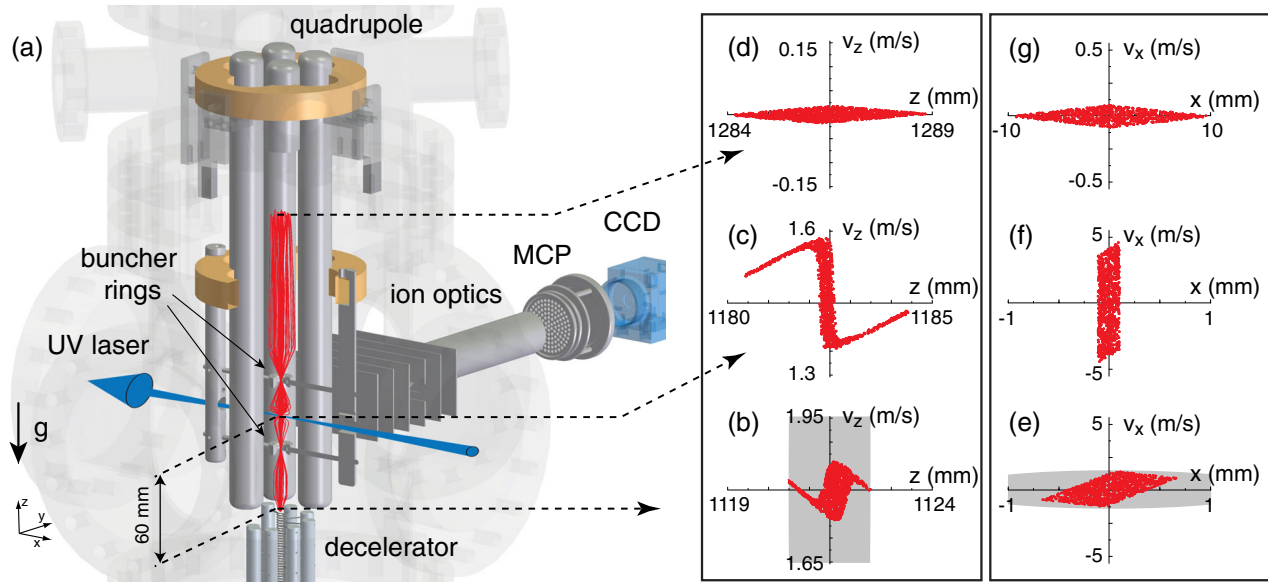 (a)
quadrupole
buncher
rings
UV laser
g
z
y
x
60 mm
decelerator
ion optics
MCP
CCD
(d)
0.15
v_z (m/s)
z (mm)
1284
1289
-0.15
(c)
1.6
v_z (m/s)
z (mm)
1180
1185
1.3
(b)
1.95
v_z (m/s)
z (mm)
1119
1124
1.65
(g)
0.5
v_x (m/s)
x (mm)
-10
10
-0.5
(f)
5
v_x (m/s)
x (mm)
-1
1
-5
(e)
5
v_x (m/s)
x (mm)
-1
1
-5